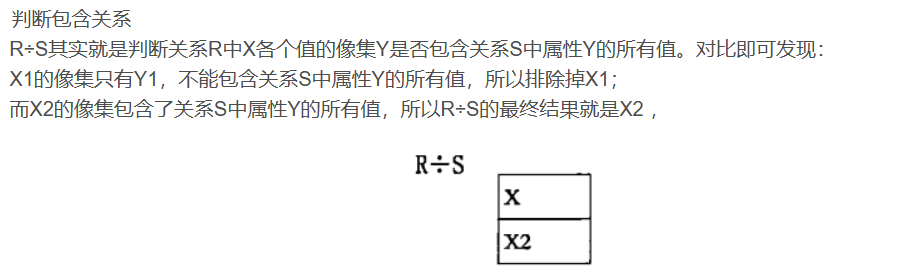 判断包含关系
R÷S其实就是判断关系R中X各个值的像集Y是否包含关系S中属性Y的所有值。对比即可发现：
X1的像集只有Y1，不能包含关系S中属性Y的所有值，所以排除掉X1；
而X2的像集包含了关系S中属性Y的所有值，所以R÷S的最终结果就是X2 ，
R÷S
X
X2